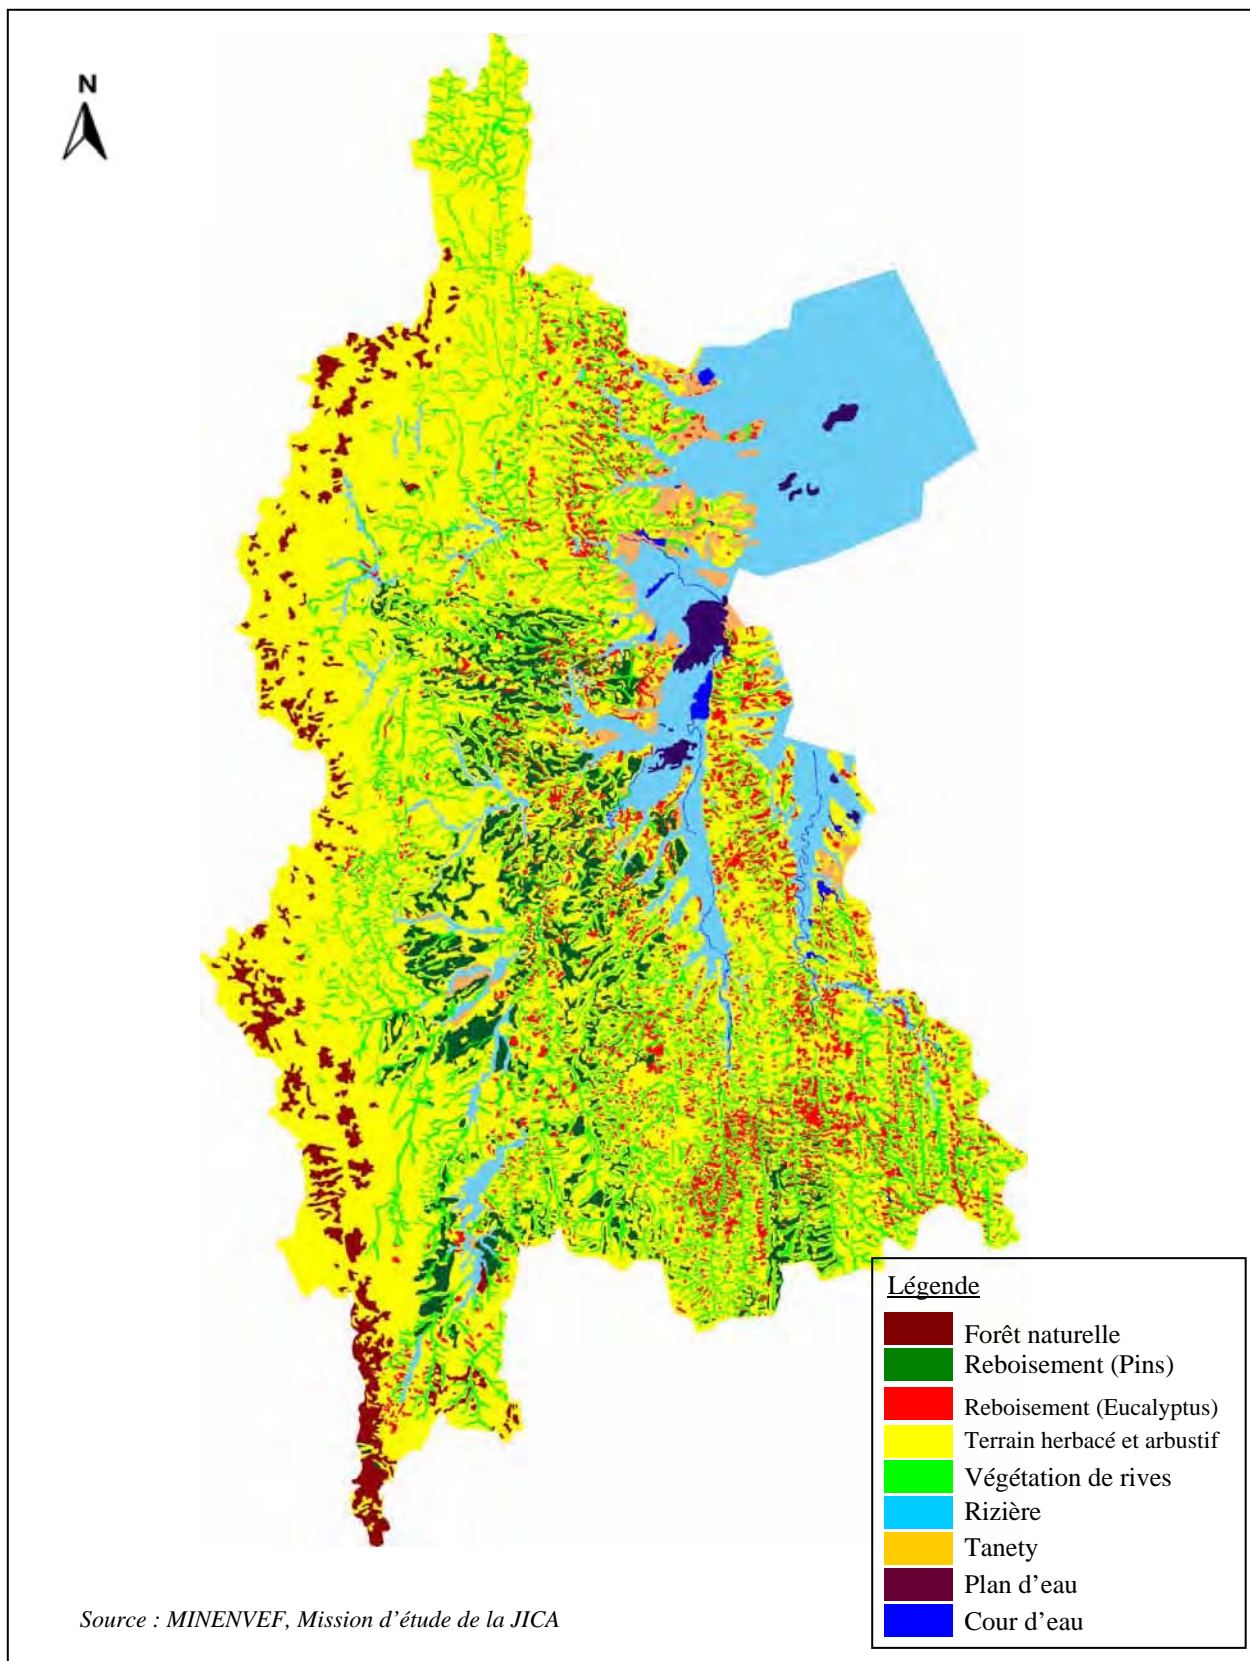 N
Légende
Forêt naturelle
Reboisement (Pins)
Reboisement (Eucalyptus)
Terrain herbacé et arbustif
Végétation de rives
Rizière
Tanety
Plan d'eau
Cour d'eau
Source : MINENVEF, Mission d'étude de la JICA